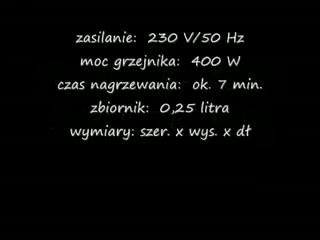 zasilanie: 230 V/50 Hz
moc grzejnika: 400 W
czas nagrzewania: ok. 7 min.
zbiornik: 0,25 litra
wymiary: szer. x wys. x dł